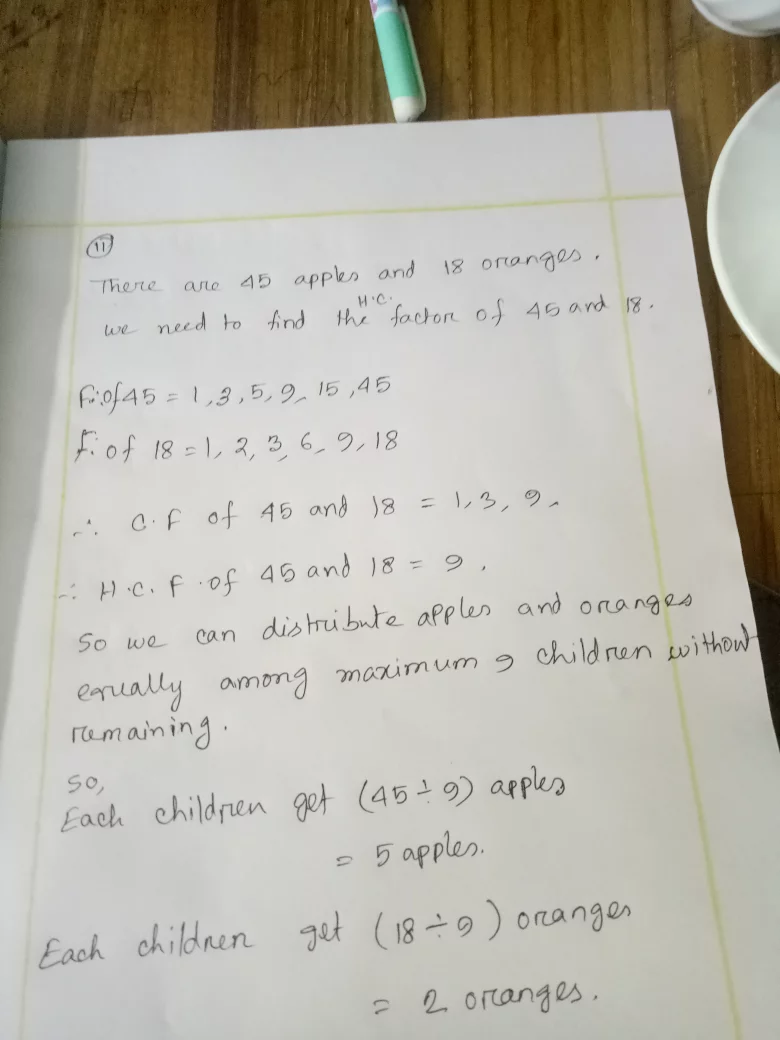 11
There are 45 apples and 18 oranges.
H.C.
we need to find the factor of 45 and 18.
F. of 45 = 1, 3, 5, 9, 15, 45
F. of 18 = 1, 2, 3, 6, 9, 18
∴ C.F of 45 and 18 = 1, 3, 9.
∴ H.C.F. of 45 and 18 = 9.
So we can distribute apples and oranges
equally among maximum 9 children without
remaining.
So,
Each children get (45 ÷ 9) apples
= 5 apples.
Each children get (18 ÷ 9) oranges
= 2 oranges.